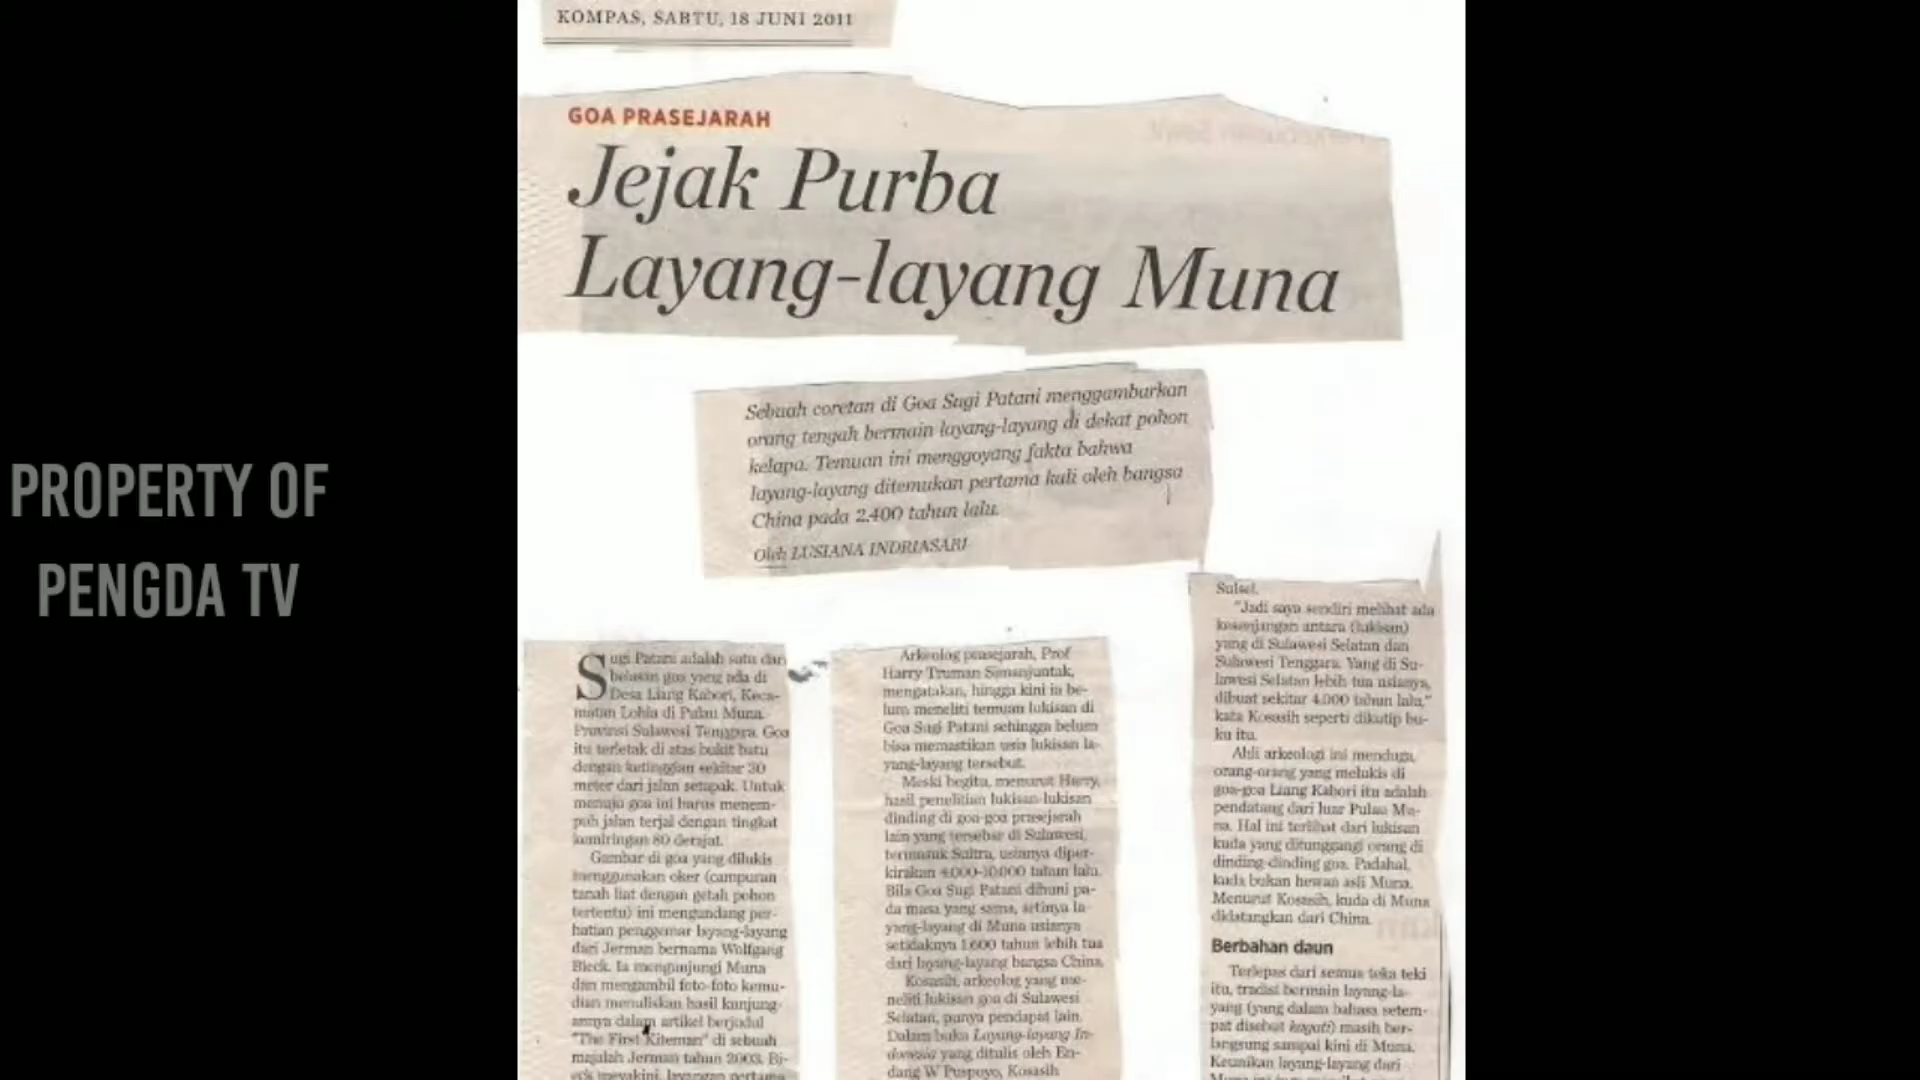 KOMPAS, SABTU, 18 JUNI 2011
GOA PRASEJARAH
Jejak Purba
Layang-layang Muna
Sebuah coretan di Goa Sugi Patani menggambarkan
orang tengah bermain layang-layang di dekat pohon
kelapa. Temuan ini menggoyang fakta bahwa
layang-layang ditemukan pertama kali oleh bangsa
China pada 2.400 tahun lalu.
Oleh LUSIANA INDRIASARI
PROPERTY OF
PENGDA TV
Sugi Patani adalah satu dari
belasan goa yang ada di
Desa Liang Kabori, Keca-
matan Lohia di Pulau Muna,
Provinsi Sulawesi Tenggara. Goa
itu terletak di atas bukit batu
dengan ketinggian sekitar 30
meter dari jalan setapak. Untuk
menuju goa ini harus menem-
puh jalan terjal dengan tingkat
kemiringan 80 derajat.
Gambar di goa yang dilukis
menggunakan oker (campuran
tanah liat dengan getah pohon
tertentu) ini mengundang per-
hatian penggemar layang-layang
dari Jerman bernama Wolfgang
Bieck. Ia mengunjungi Muna
dan mengambil foto-foto kemu-
dian menuliskan hasil kunjung-
annya dalam artikel berjudul
"The First Kiteman" di sebuah
majalah Jerman tahun 2003. Bi-
eck meyakini, layangan pertama
Arkeolog prasejarah, Prof
Harry Truman Simanjuntak,
mengatakan, hingga kini ia be-
lum meneliti temuan lukisan di
Goa Sugi Patani sehingga belum
bisa memastikan usia lukisan la-
yang-layang tersebut.
Meski begitu, menurut Harry,
hasil penelitian lukisan-lukisan
dinding di goa-goa prasejarah
lain yang tersebar di Sulawesi,
termasuk Sultra, usianya diper-
kirakan 4.000-10.000 tahun lalu.
Bila Goa Sugi Patani dihuni pa-
da masa yang sama, artinya la-
yang-layang di Muna usianya
setidaknya 1.600 tahun lebih tua
dari layang-layang bangsa China.
Kosasih, arkeolog yang me-
neliti lukisan goa di Sulawesi
Selatan, punya pendapat lain.
Dalam buku Layang-layang In-
donesia yang ditulis oleh En-
dang W Puspoyo, Kosasih
Sulsel.
"Jadi saya sendiri melihat ada
kesenjangan antara (lukisan)
yang di Sulawesi Selatan dan
Sulawesi Tenggara. Yang di Su-
lawesi Selatan lebih tua usianya,
dibuat sekitar 4.000 tahun lalu,"
kata Kosasih seperti dikutip bu-
ku itu.
Ahli arkeologi ini menduga,
orang-orang yang melukis di
goa-goa Liang Kabori itu adalah
pendatang dari luar Pulau Mu-
na. Hal ini terlihat dari lukisan
kuda yang ditunggangi orang di
dinding-dinding goa. Padahal,
kuda bukan hewan asli Muna.
Menurut Kosasih, kuda di Muna
didatangkan dari China.
Berbahan daun
Terlepas dari semua teka teki
itu, tradisi bermain layang-la-
yang (yang dalam bahasa setem-
pat disebut kagati) masih ber-
langsung sampai kini di Muna.
Keunikan layang-layang dari